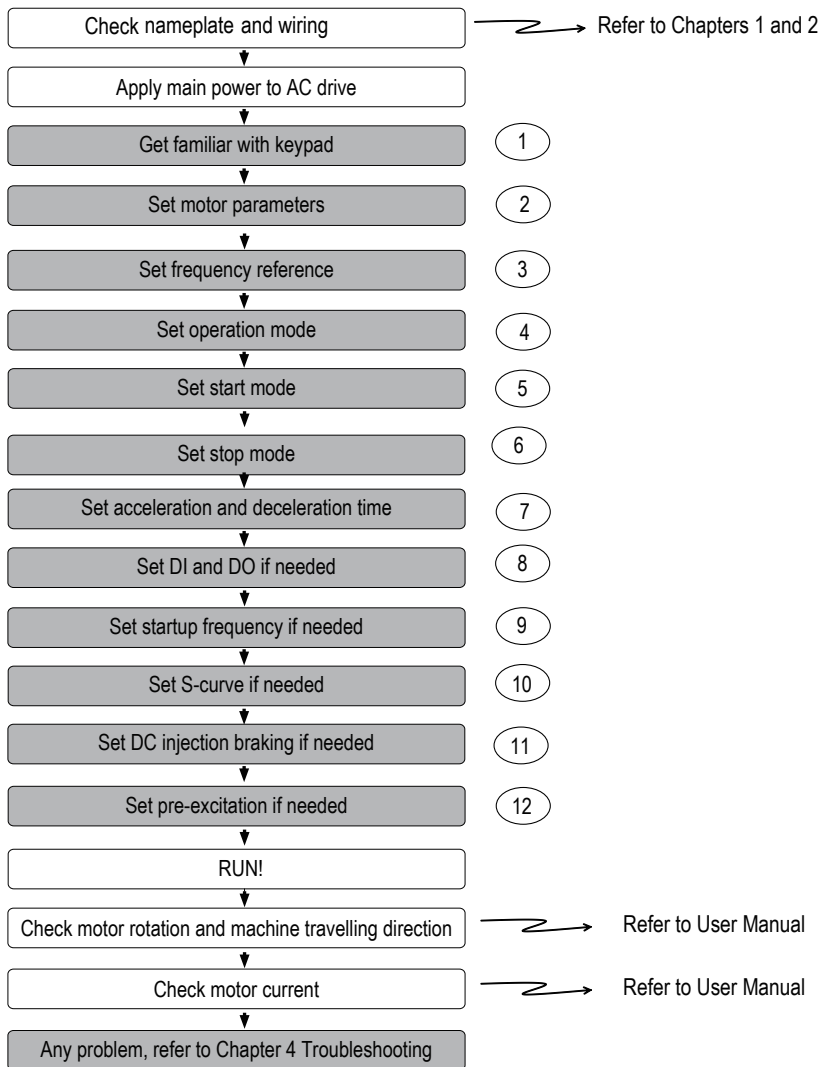 Check nameplate and wiring
Refer to Chapters 1 and 2
Apply main power to AC drive
Get familiar with keypad
1
Set motor parameters
2
Set frequency reference
3
Set operation mode
4
Set start mode
5
Set stop mode
6
Set acceleration and deceleration time
7
Set DI and DO if needed
8
Set startup frequency if needed
9
Set S-curve if needed
10
Set DC injection braking if needed
11
Set pre-excitation if needed
12
RUN!
Check motor rotation and machine travelling direction
Refer to User Manual
Check motor current
Refer to User Manual
Any problem, refer to Chapter 4 Troubleshooting